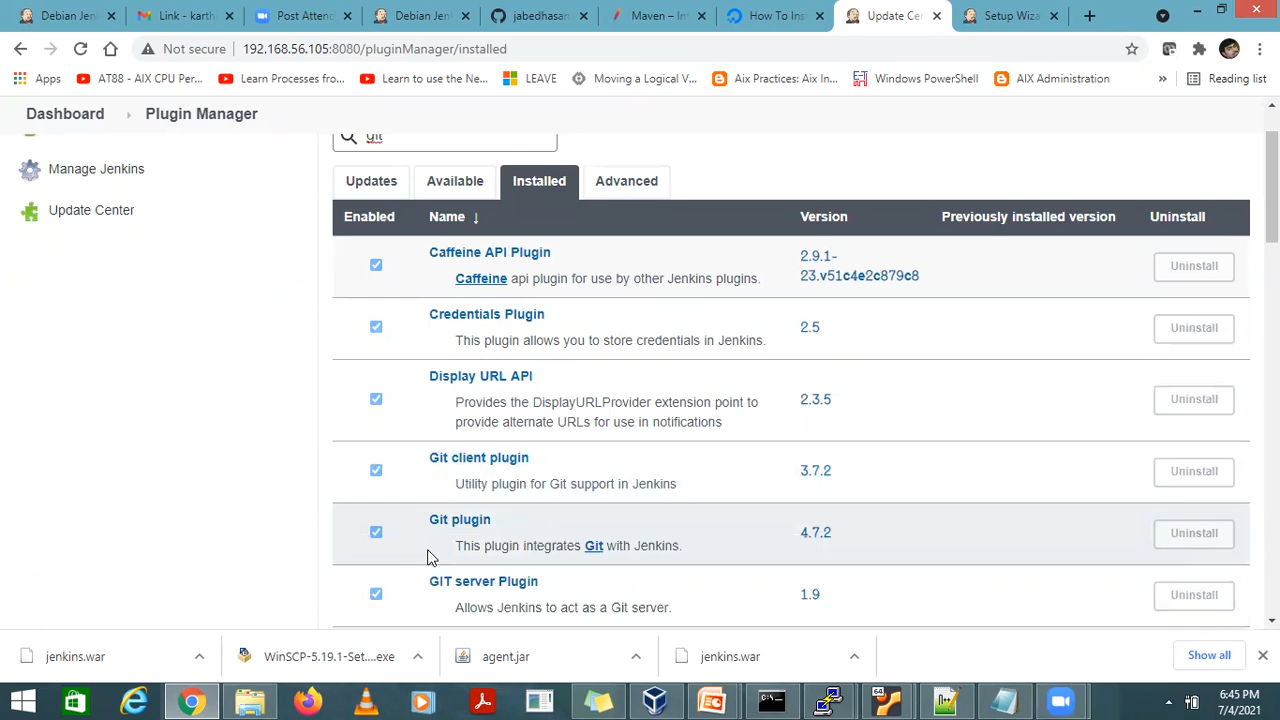 Debian Jenk
Link - karth
Post Attend
Debian Jenk
jabedhasan
Maven – Ins
How To Inst
Update Cen
Setup Wiza
Not secure
192.168.56.105:8080/pluginManager/installed
Apps
AT88 - AIX CPU Per...
Learn Processes fro...
Learn to use the Ne...
LEAVE
Moving a Logical V...
Aix Practices: Aix In...
Windows PowerShell
AIX Administration
»
Reading list
Dashboard
Plugin Manager
git
Manage Jenkins
Update Center
Updates
Available
Installed
Advanced
Enabled
Name ↓
Version
Previously installed version
Uninstall
Caffeine API Plugin
Caffeine api plugin for use by other Jenkins plugins.
2.9.1-
23.v51c4e2c879c8
Uninstall
Credentials Plugin
This plugin allows you to store credentials in Jenkins.
2.5
Uninstall
Display URL API
Provides the DisplayURLProvider extension point to
provide alternate URLs for use in notifications
2.3.5
Uninstall
Git client plugin
Utility plugin for Git support in Jenkins
3.7.2
Uninstall
Git plugin
This plugin integrates Git with Jenkins.
4.7.2
Uninstall
GIT server Plugin
Allows Jenkins to act as a Git server.
1.9
Uninstall
jenkins.war
WinSCP-5.19.1-Set....exe
agent.jar
jenkins.war
Show all
6:45 PM
7/4/2021